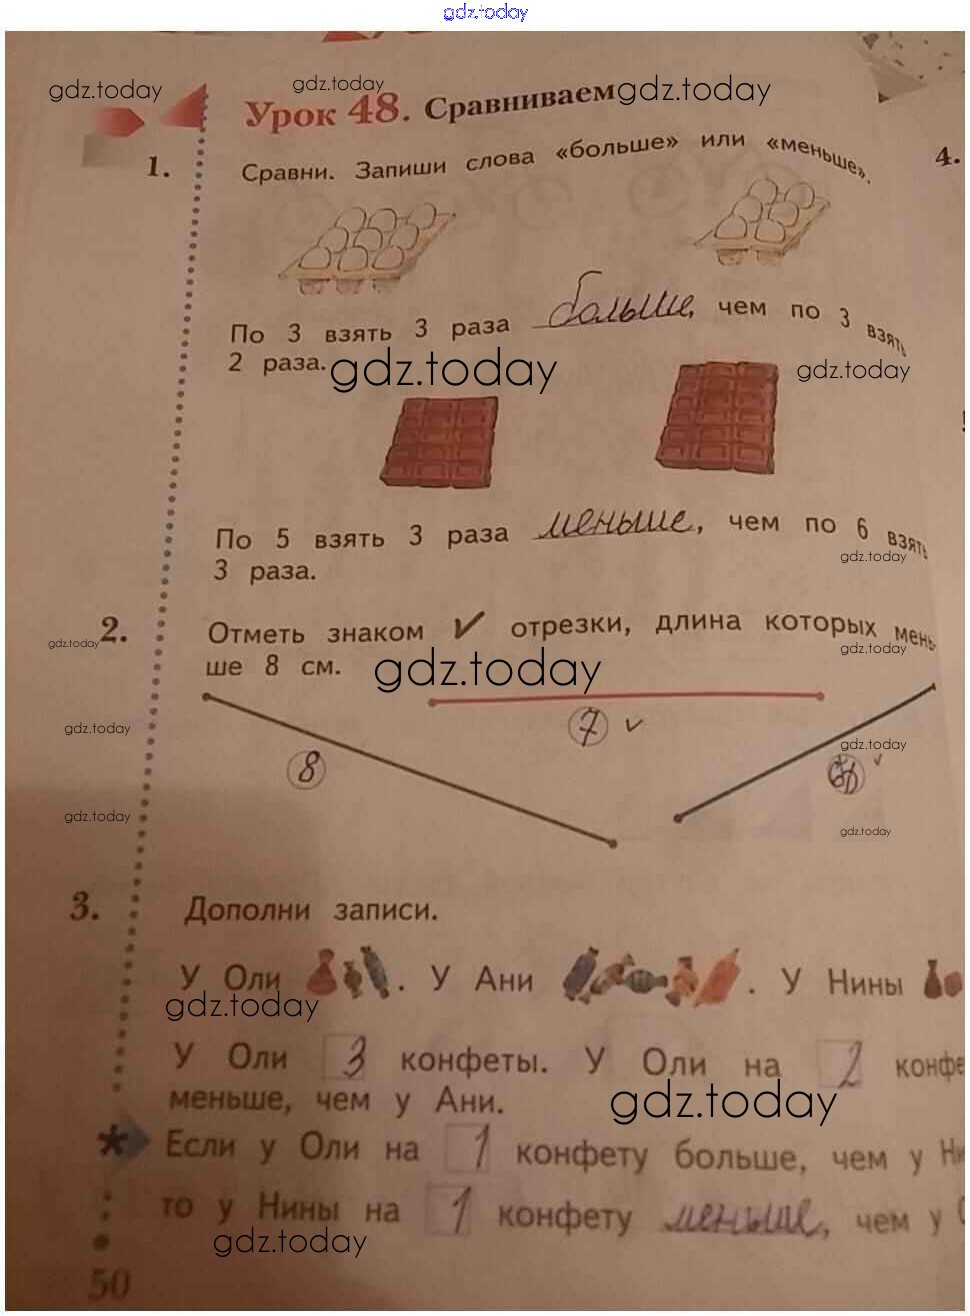 gdz.today
gdz.today
gdz.today
gdz.today
Урок 48. Сравниваем
1. Сравни. Запиши слова «больше» или «меньше».
4.
По 3 взять 3 раза больше, чем по 3 взять
2 раза.
gdz.today
gdz.today
По 5 взять 3 раза меньше, чем по 6 взять
3 раза.
gdz.today
2. Отметь знаком ✓ отрезки, длина которых мень-
ше 8 см.
gdz.today
gdz.today
gdz.today
gdz.today
7 ✓
gdz.today
8
✓
gdz.today
gdz.today
3. Дополни записи.
У Оли . У Ани . У Нины
gdz.today
У Оли 3 конфеты. У Оли на 2 конфе
меньше, чем у Ани.
gdz.today
* Если у Оли на 1 конфету больше, чем у Ни
то у Нины на 1 конфету меньше, чем у О
gdz.today
50